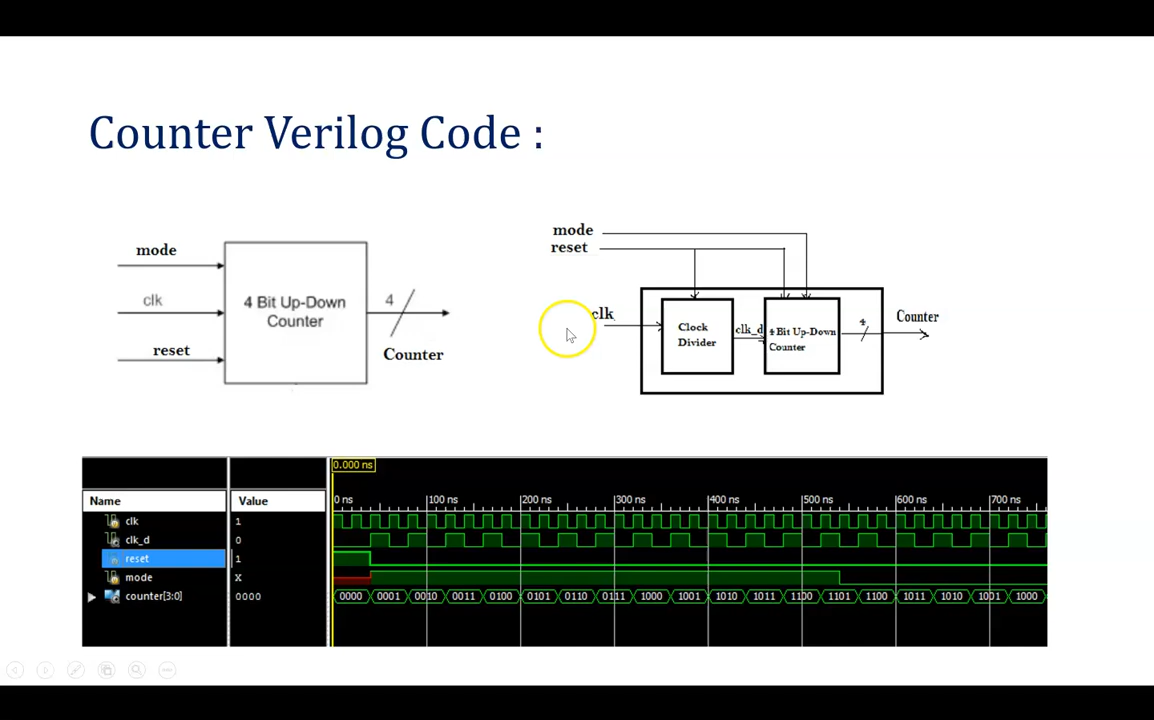 Counter Verilog Code :
mode
clk
reset
4 Bit Up-Down
Counter
4
Counter
mode
reset
clk
Clock
Divider
clk_d
4 Bit Up-Down
Counter
4
Counter
0.000 ns
Name Value 0 ns 100 ns 200 ns 300 ns 400 ns 500 ns 600 ns 700 ns
clk 1
clk_d 0
reset 1
mode X
counter[3:0] 0000 0000 0001 0010 0011 0100 0101 0110 0111 1000 1001 1010 1011 1100 1101 1100 1011 1010 1001 1000